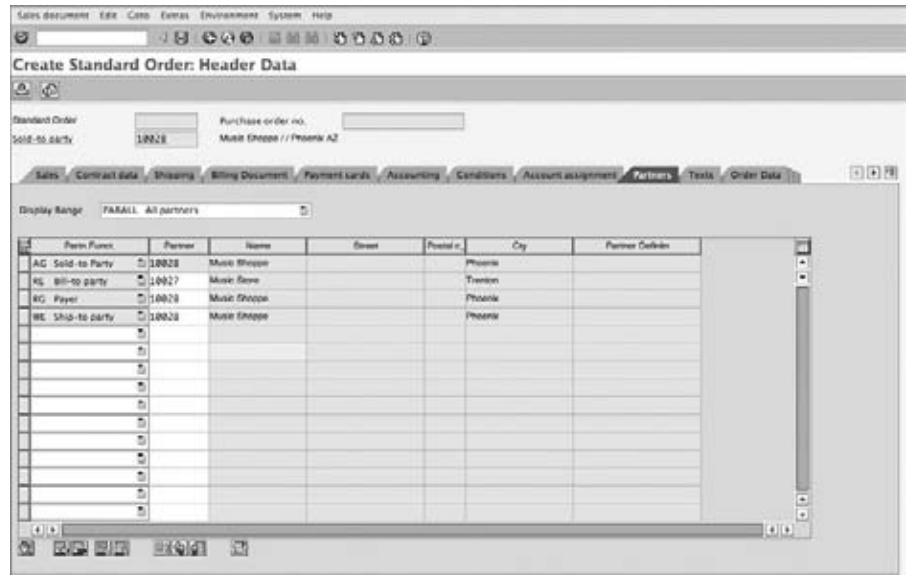 Sales document Edit Goto Extras Environment System Help
Create Standard Order: Header Data
Standard Order Purchase order no.
Sold-to party 10028 Music Shoppe / / Phoenix AZ
Sales Contract data Shipping Billing Document Payment cards Accounting Conditions Account assignment Partners Texts Order Data
Display Range PARALL All partners
Partn.Funct. Partner Name Street Postal c. City Partner Definitn
AG Sold-to Party 10028 Music Shoppe Phoenix
RE Bill-to party 10027 Music Store Trenton
RG Payer 10028 Music Shoppe Phoenix
WE Ship-to party 10028 Music Shoppe Phoenix